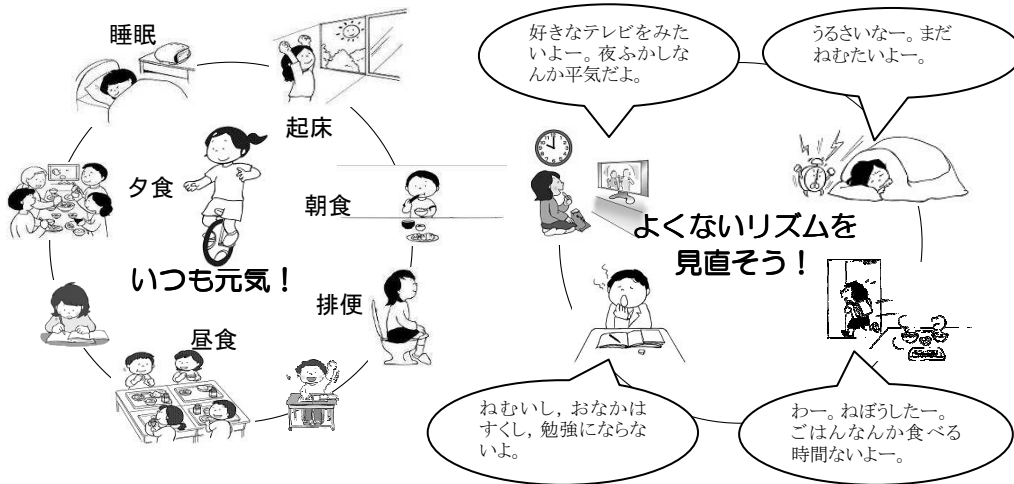 睡眠
起床
夕食
朝食
いつも元気！
排便
昼食
好きなテレビをみた
いよー。夜ふかしな
んか平気だよ。
うるさいなー。まだ
ねむたいよー。
よくないリズムを
見直そう！
ねむいし，おなかは
すくし，勉強にならな
いよ。
わー。ねぼうしたー。
ごはんなんか食べる
時間ないよー。